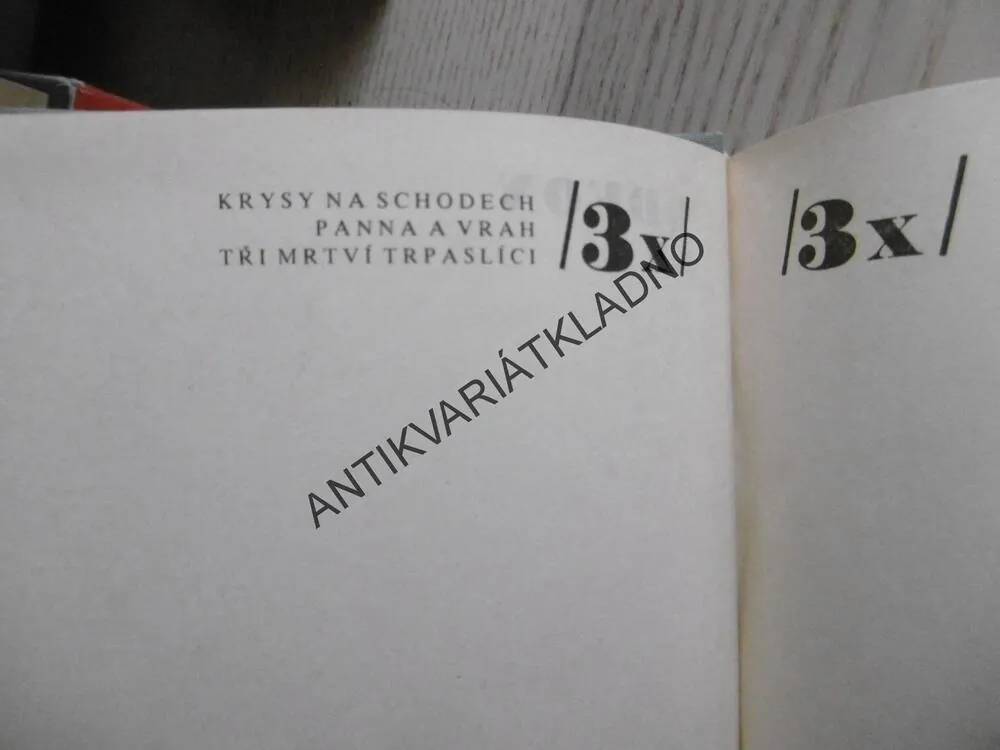 KRYSY NA SCHODECH
PANNA A VRAH
TŘI MRTVÍ TRPASLÍCI
/3x/
/3x/
ANTIKVARIÁTKLADNO